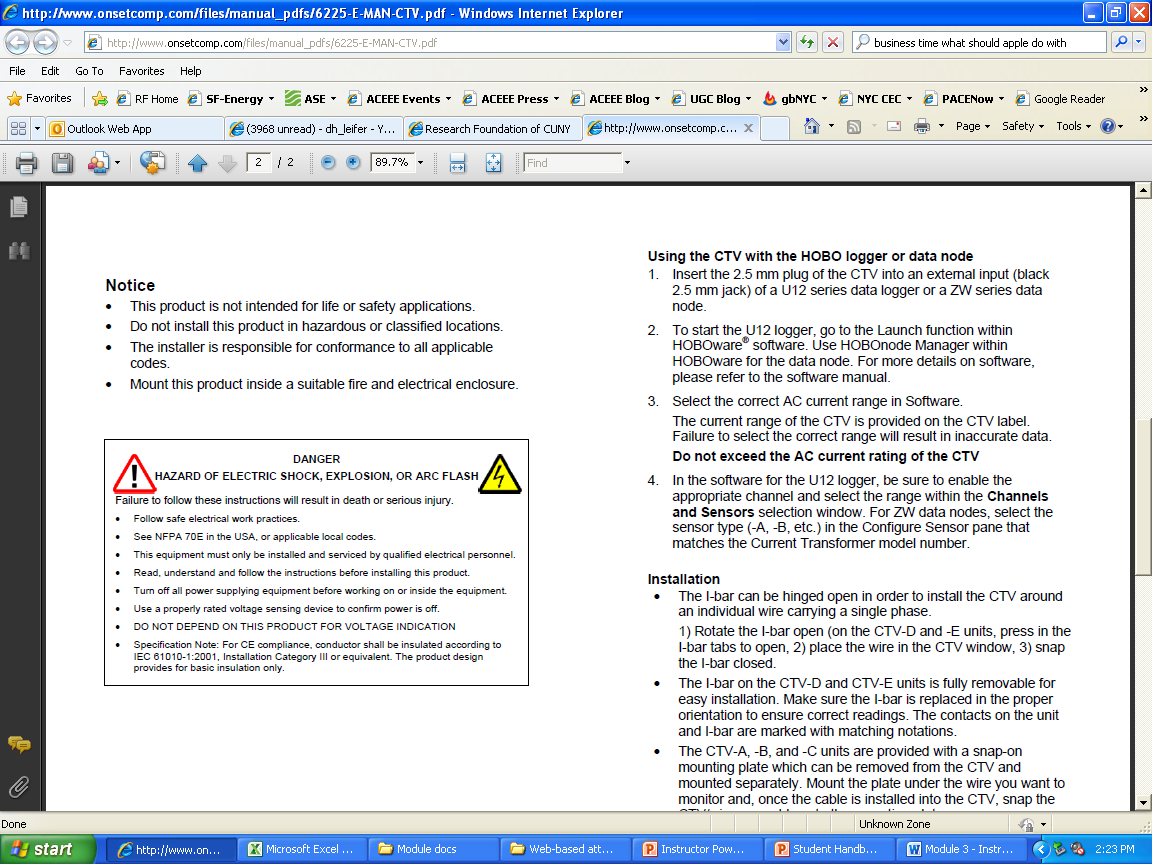 http://www.onsetcomp.com/files/manual_pdfs/6225-E-MAN-CTV.pdf - Windows Internet Explorer
http://www.onsetcomp.com/files/manual_pdfs/6225-E-MAN-CTV.pdf
business time what should apple do with
File Edit Go To Favorites Help
Favorites RF Home SF-Energy ASE ACEEE Events ACEEE Press ACEEE Blog UGC Blog gbNYC NYC CEC PACENow Google Reader
Outlook Web App (3968 unread) - dh_leifer - Y... Research Foundation of CUNY http://www.onsetcomp.c... Page Safety Tools
2 / 2 89.7% Find
Notice
• This product is not intended for life or safety applications.
• Do not install this product in hazardous or classified locations.
• The installer is responsible for conformance to all applicable
codes.
• Mount this product inside a suitable fire and electrical enclosure.
DANGER
HAZARD OF ELECTRIC SHOCK, EXPLOSION, OR ARC FLASH
Failure to follow these instructions will result in death or serious injury.
• Follow safe electrical work practices.
• See NFPA 70E in the USA, or applicable local codes.
• This equipment must only be installed and serviced by qualified electrical personnel.
• Read, understand and follow the instructions before installing this product.
• Turn off all power supplying equipment before working on or inside the equipment.
• Use a properly rated voltage sensing device to confirm power is off.
• DO NOT DEPEND ON THIS PRODUCT FOR VOLTAGE INDICATION
• Specification Note: For CE compliance, conductor shall be insulated according to
IEC 61010-1:2001, Installation Category III or equivalent. The product design
provides for basic insulation only.
Using the CTV with the HOBO logger or data node
1. Insert the 2.5 mm plug of the CTV into an external input (black
2.5 mm jack) of a U12 series data logger or a ZW series data
node.
2. To start the U12 logger, go to the Launch function within
HOBOware® software. Use HOBOnode Manager within
HOBOware for the data node. For more details on software,
please refer to the software manual.
3. Select the correct AC current range in Software.
The current range of the CTV is provided on the CTV label.
Failure to select the correct range will result in inaccurate data.
Do not exceed the AC current rating of the CTV
4. In the software for the U12 logger, be sure to enable the
appropriate channel and select the range within the Channels
and Sensors selection window. For ZW data nodes, select the
sensor type (-A, -B, etc.) in the Configure Sensor pane that
matches the Current Transformer model number.
Installation
• The I-bar can be hinged open in order to install the CTV around
an individual wire carrying a single phase.
1) Rotate the I-bar open (on the CTV-D and -E units, press in the
I-bar tabs to open, 2) place the wire in the CTV window, 3) snap
the I-bar closed.
• The I-bar on the CTV-D and CTV-E units is fully removable for
easy installation. Make sure the I-bar is replaced in the proper
orientation to ensure correct readings. The contacts on the unit
and I-bar are marked with matching notations.
• The CTV-A, -B, and -C units are provided with a snap-on
mounting plate which can be removed from the CTV and
mounted separately. Mount the plate under the wire you want to
monitor and, once the cable is installed into the CTV, snap the
Done Unknown Zone
start http://www.on... Microsoft Excel ... Module docs Web-based att... Instructor Pow... Student Handb... Module 3 - Instr... 2:23 PM